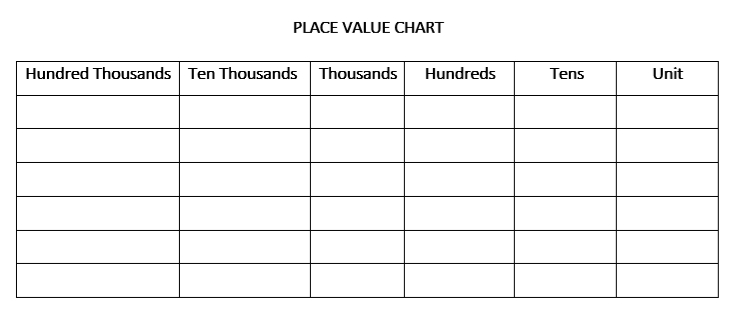 PLACE VALUE CHART
Hundred Thousands Ten Thousands Thousands Hundreds Tens Unit